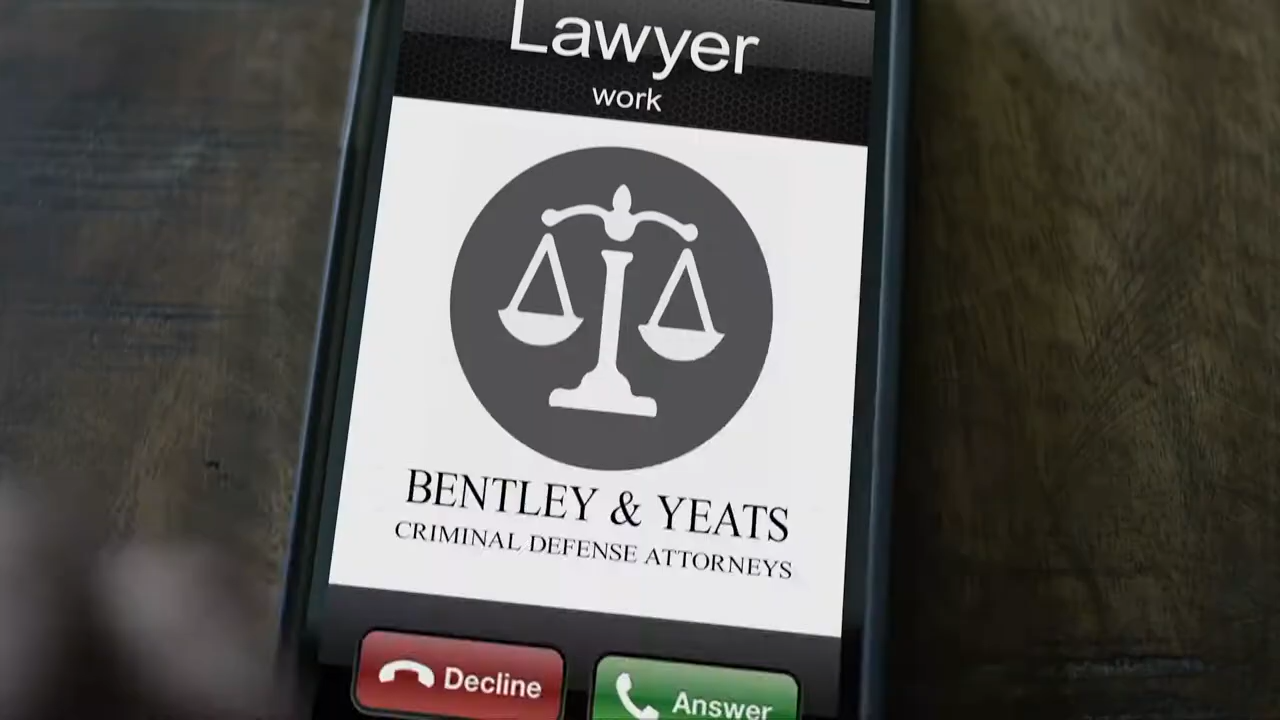 Lawyer
work
BENTLEY & YEATS
CRIMINAL DEFENSE ATTORNEYS
Decline
Answer